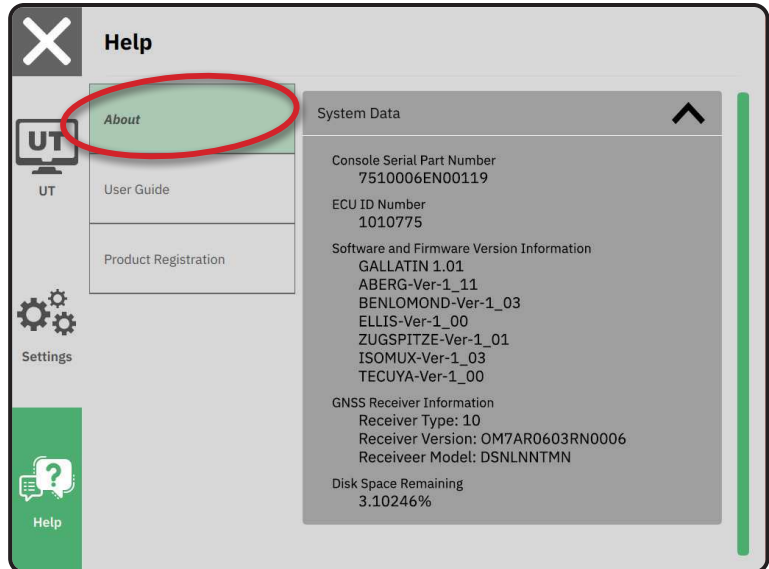 Help
UT
UT
Settings
Help
About
User Guide
Product Registration
System Data
Console Serial Part Number
7510006EN00119
ECU ID Number
1010775
Software and Firmware Version Information
GALLATIN 1.01
ABERG-Ver-1_11
BENLOMOND-Ver-1_03
ELLIS-Ver-1_00
ZUGSPITZE-Ver-1_01
ISOMUX-Ver-1_03
TECUYA-Ver-1_00
GNSS Receiver Information
Receiver Type: 10
Receiver Version: OM7AR0603RN0006
Receiveer Model: DSNLNNTMN
Disk Space Remaining
3.10246%